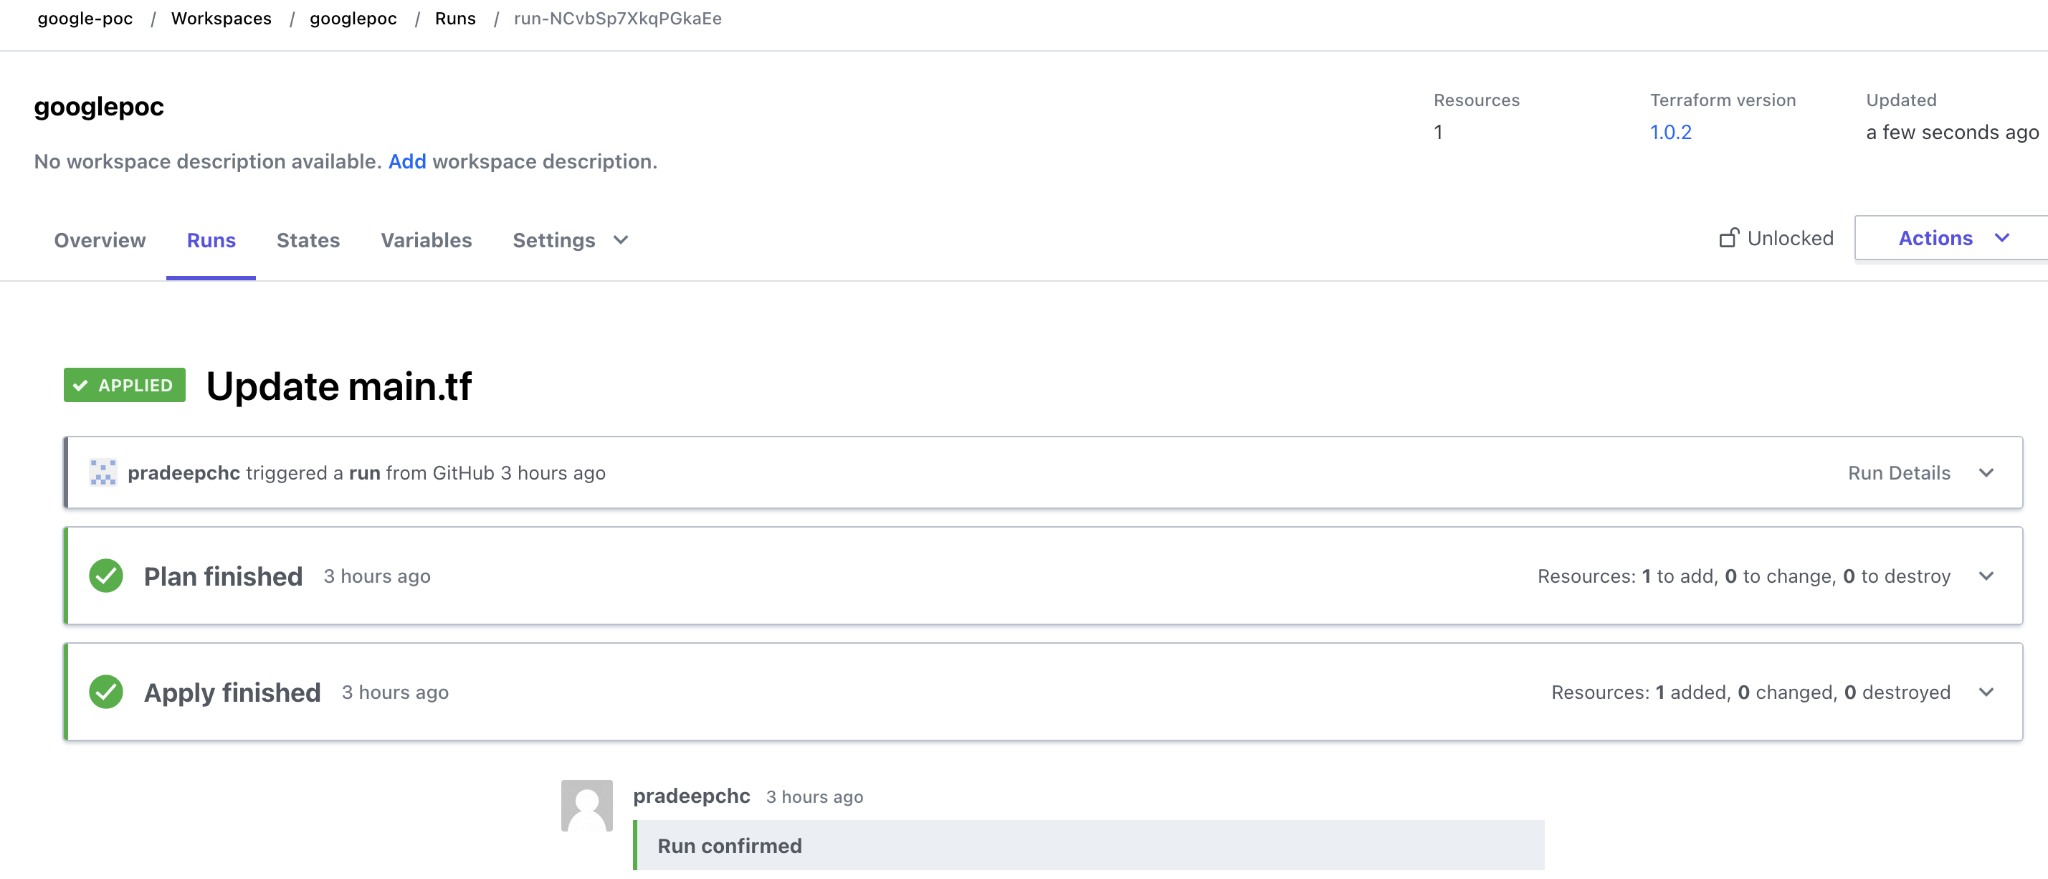 google-poc / Workspaces / googlepoc / Runs / run-NCvbSp7XkqPGkaEe
googlepoc
No workspace description available. Add workspace description.
Resources
1
Terraform version
1.0.2
Updated
a few seconds ago
Overview Runs States Variables Settings
Unlocked
Actions
APPLIED Update main.tf
pradeepchc triggered a run from GitHub 3 hours ago Run Details
Plan finished 3 hours ago Resources: 1 to add, 0 to change, 0 to destroy
Apply finished 3 hours ago Resources: 1 added, 0 changed, 0 destroyed
pradeepchc 3 hours ago
Run confirmed